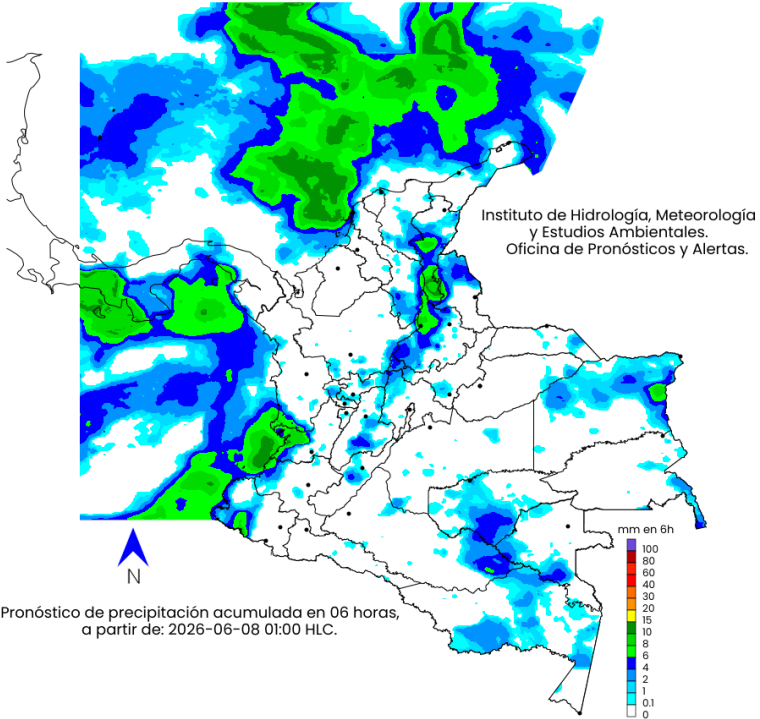 Instituto de Hidrología, Meteorología
y Estudios Ambientales.
Oficina de Pronósticos y Alertas.
mm en 6h
100
80
60
40
30
20
15
10
8
6
4
2
1
0.1
0
N
Pronóstico de precipitación acumulada en 06 horas,
a partir de: 2026-06-08 01:00 HLC.